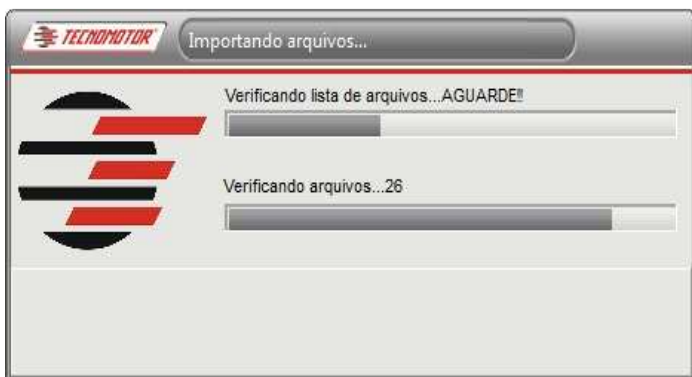 TECNOMOTOR
Importando arquivos...
Verificando lista de arquivos...AGUARDE!!
Verificando arquivos...26